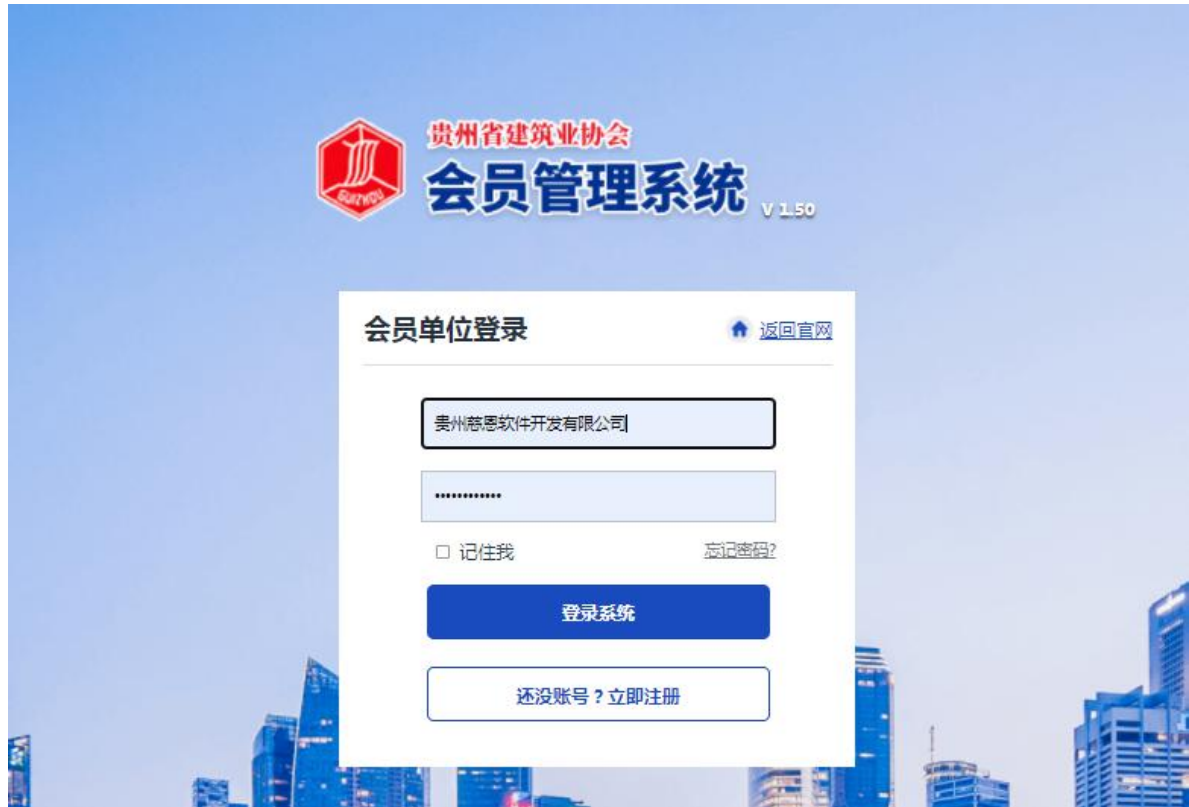 贵州省建筑业协会
GUIZHOU
会员管理系统 V 1.50
会员单位登录 返回官网
贵州慈恩软件开发有限公司
••••••••••••
记住我 忘记密码?
登录系统
还没账号？立即注册